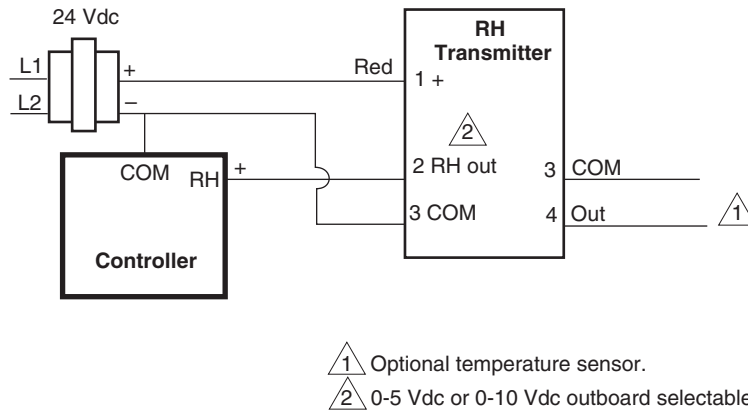 24 Vdc
L1
L2
+
–
Red
RH
Transmitter
1 +
2
2 RH out
3 COM
3 COM
4 Out
1
COM
RH
+
Controller
1 Optional temperature sensor.
2 0-5 Vdc or 0-10 Vdc outboard selectable